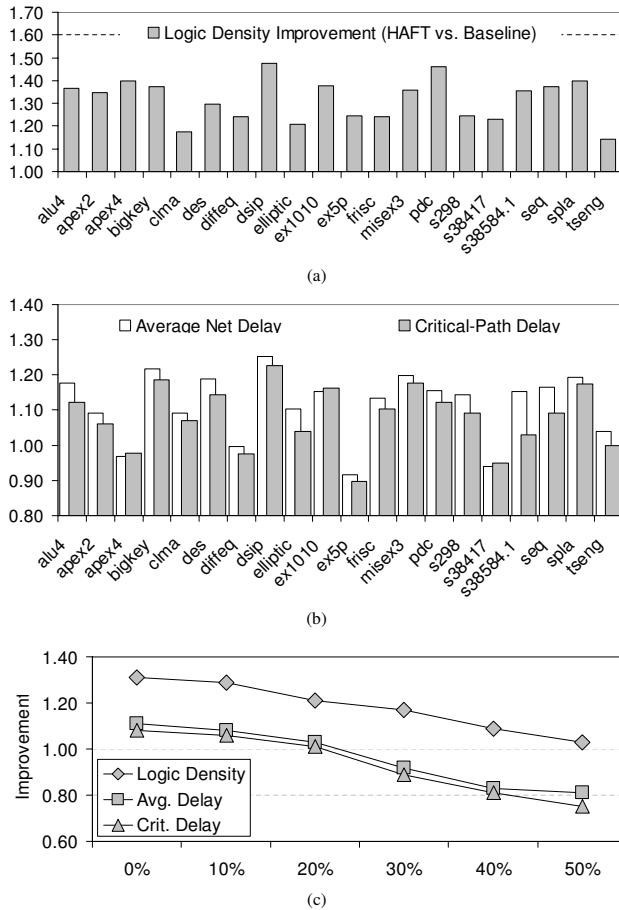 1.70
1.60
1.50
1.40
1.30
1.20
1.10
1.00
Logic Density Improvement (HAFT vs. Baseline)
alu4
apex2
apex4
bigkey
clma
des
diffeq
dsip
elliptic
ex1010
ex5p
frisc
misex3
pdc
s298
s38417
s38584.1
seq
spla
tseng
(a)
1.40
1.30
1.20
1.10
1.00
0.90
0.80
Average Net Delay
Critical-Path Delay
alu4
apex2
apex4
bigkey
clma
des
diffeq
dsip
elliptic
ex1010
ex5p
frisc
misex3
pdc
s298
s38417
s38584.1
seq
spla
tseng
(b)
Improvement
1.40
1.20
1.00
0.80
0.60
Logic Density
Avg. Delay
Crit. Delay
0% 10% 20% 30% 40% 50%
(c)